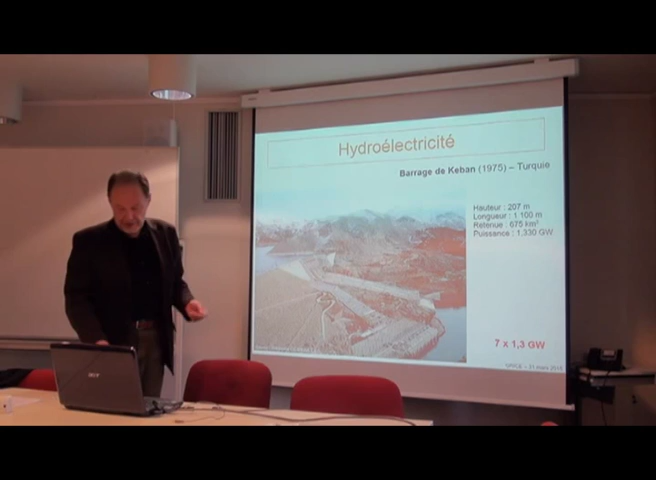 Hydroélectricité
Barrage de Keban (1975) – Turquie
Hauteur : 207 m
Longueur : 1 100 m
Retenue : 675 km²
Puissance : 1,330 GW
7 x 1,3 GW
acer